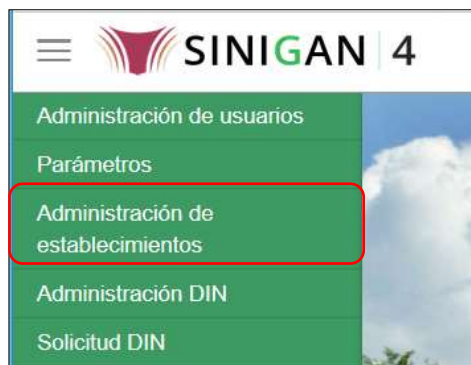 SINIGAN 4
Administración de usuarios
Parámetros
Administración de
establecimientos
Administración DIN
Solicitud DIN